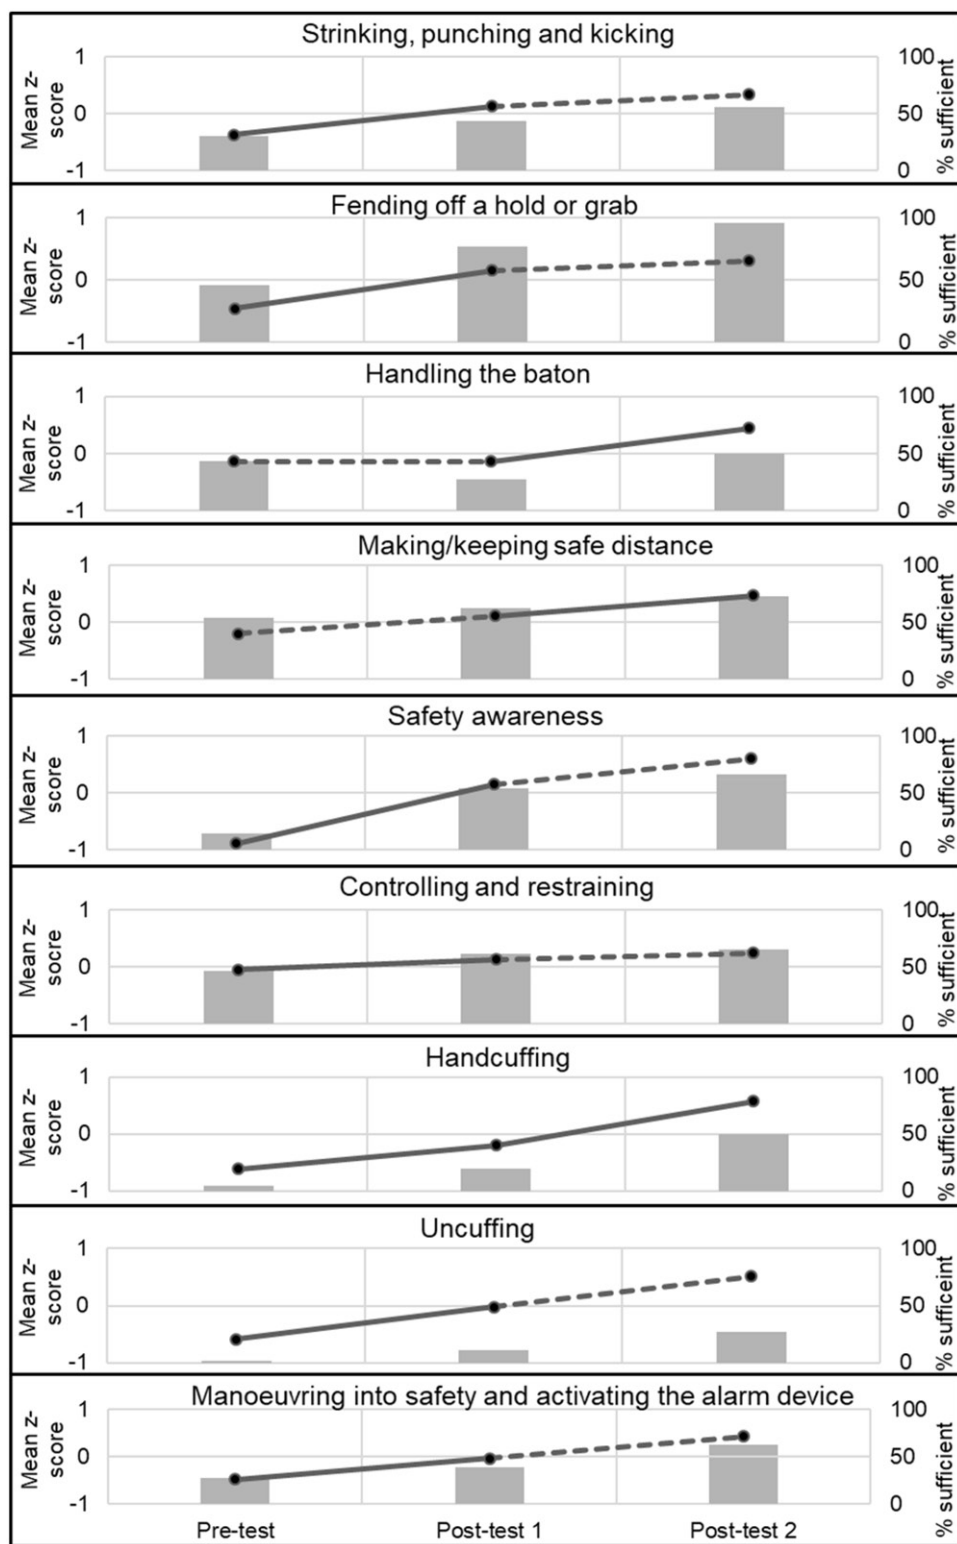 Strinking, punching and kicking
Mean z-
score
1
0
-1
100
50
0
% sufficient
Fending off a hold or grab
Mean z-
score
1
0
-1
100
50
0
% sufficient
Handling the baton
Mean z-
score
1
0
-1
100
50
0
% sufficient
Making/keeping safe distance
Mean z-
score
1
0
-1
100
50
0
% sufficient
Safety awareness
Mean z-
score
1
0
-1
100
50
0
% sufficient
Controlling and restraining
Mean z-
socre
1
0
-1
100
50
0
% sufficient
Handcuffing
Mean z-
score
1
0
-1
100
50
0
% sufficient
Uncuffing
Mean z-
score
1
0
-1
100
50
0
% sufficeint
Manoeuvring into safety and activating the alarm device
Mean z-
score
1
0
-1
100
50
0
% sufficient
Pre-test Post-test 1 Post-test 2